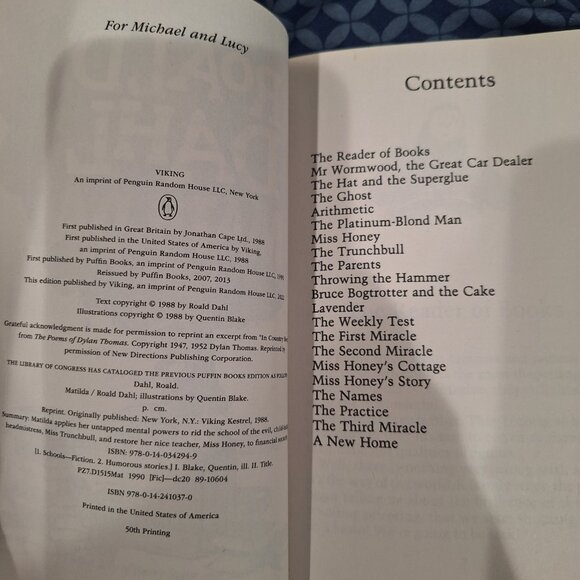 For Michael and Lucy
VIKING
An imprint of Penguin Random House LLC, New York
First published in Great Britain by Jonathan Cape Ltd., 1988
First published in the United States of America by Viking,
an imprint of Penguin Random House LLC, 1988
First published by Puffin Books, an imprint of Penguin Random House LLC,
Reissued by Puffin Books, 2007, 2013
This edition published by Viking, an imprint of Penguin Random House LLC,
Text copyright © 1988 by Roald Dahl
Illustrations copyright © 1988 by Quentin Blake
Grateful acknowledgment is made for permission to reprint an excerpt from "In Country
from The Poems of Dylan Thomas. Copyright 1947, 1952 Dylan Thomas. Reprinted
permission of New Directions Publishing Corporation.
THE LIBRARY OF CONGRESS HAS CATALOGED THE PREVIOUS PUFFIN BOOKS EDITION AS
Dahl, Roald.
Matilda / Roald Dahl; illustrations by Quentin Blake.
p. cm.
Reprint. Originally published: New York, N.Y.: Viking Kestrel, 1988.
Summary: Matilda applies her untapped mental powers to rid the school of the evil,
headmistress, Miss Trunchbull, and restore her nice teacher, Miss Honey, to financial
ISBN: 978-0-14-034294-9
[1. Schools—Fiction. 2. Humorous stories.] I. Blake, Quentin, ill. II. Title.
PZ7.D1515Mat 1990 [Fic]—dc20 89-10604
ISBN 978-0-14-241037-0
Printed in the United States of America
50th Printing
Contents
The Reader of Books
Mr Wormwood, the Great Car Dealer
The Hat and the Superglue
The Ghost
Arithmetic
The Platinum-Blond Man
Miss Honey
The Trunchbull
The Parents
Throwing the Hammer
Bruce Bogtrotter and the Cake
Lavender
The Weekly Test
The First Miracle
The Second Miracle
Miss Honey's Cottage
Miss Honey's Story
The Names
The Practice
The Third Miracle
A New Home